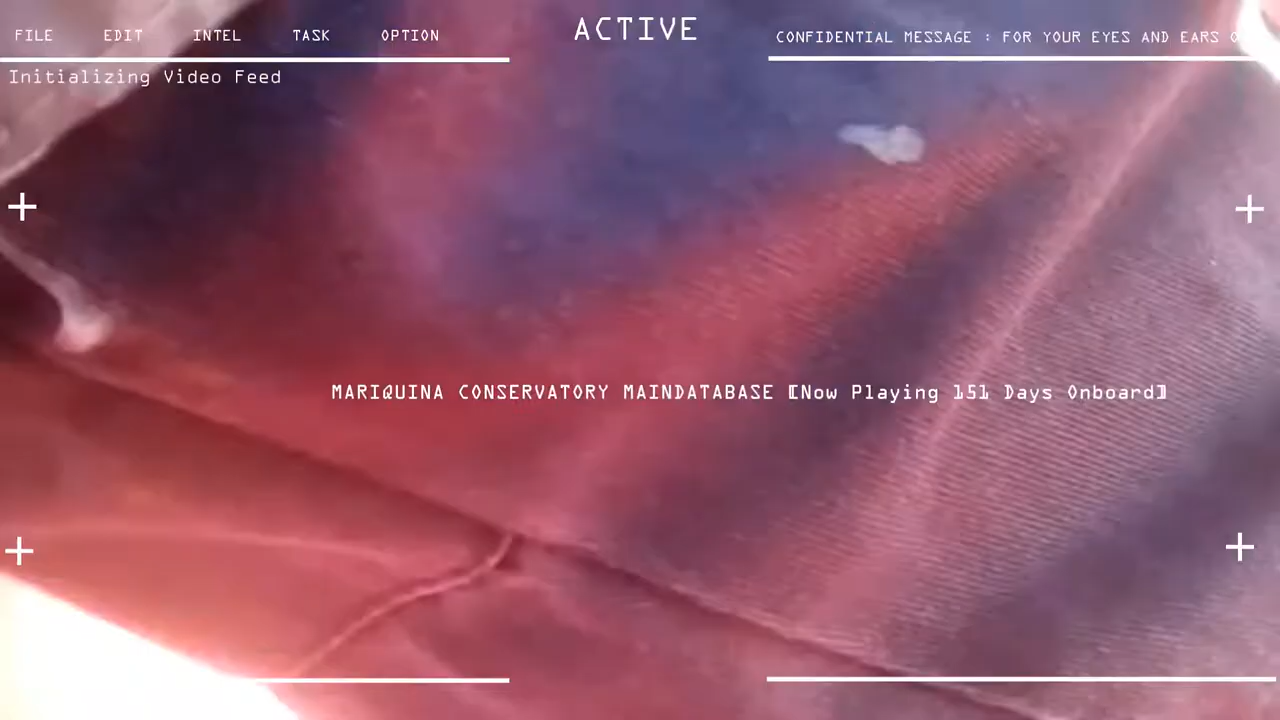 FILE EDIT INTEL TASK OPTION
ACTIVE
CONFIDENTIAL MESSAGE : FOR YOUR EYES AND EARS
Initializing Video Feed
MARIQUINA CONSERVATORY MAINDATABASE [Now Playing 151 Days Onboard]